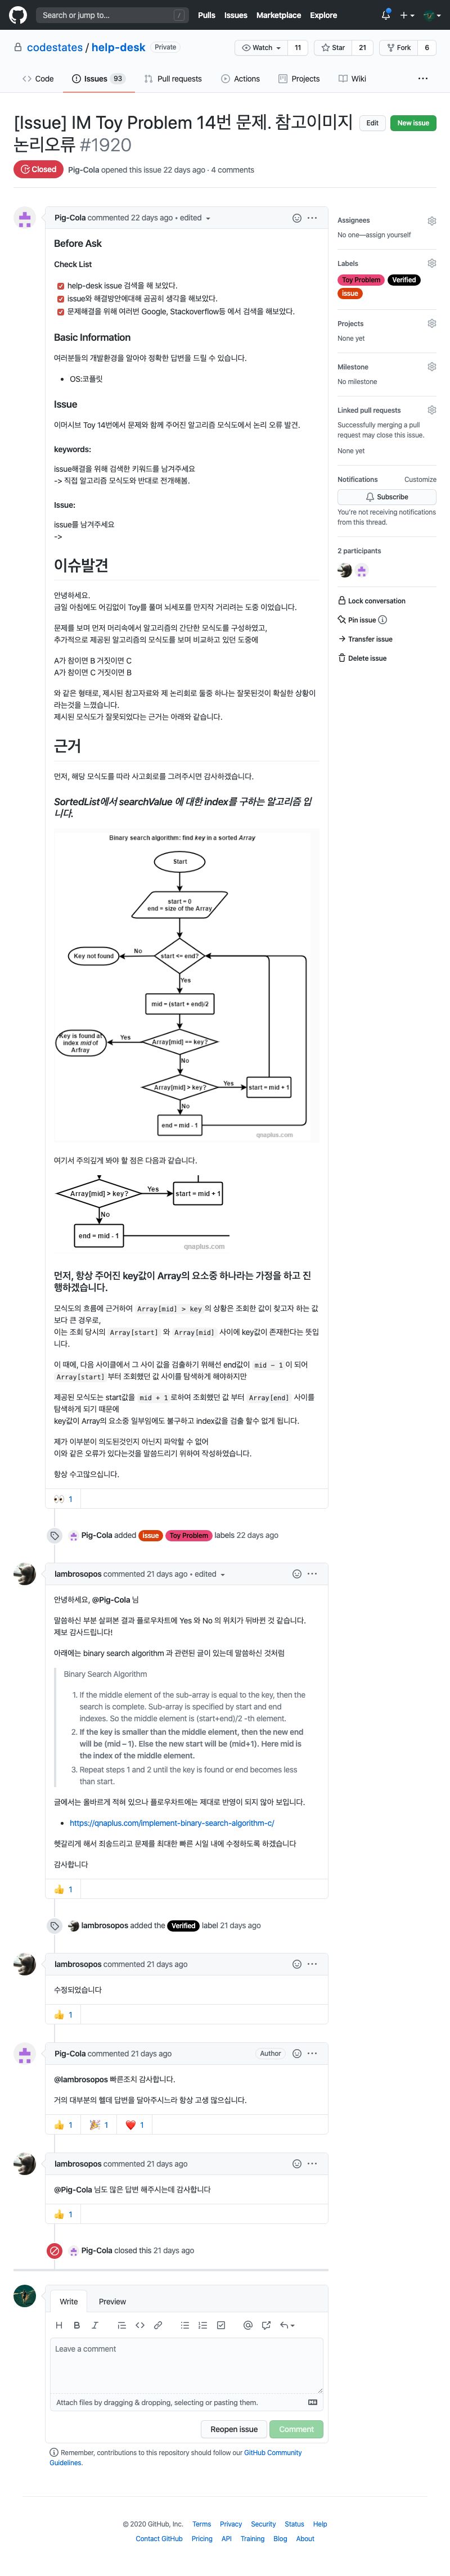 Search or jump to...
/
Pulls
Issues
Marketplace
Explore
codestates / help-desk
Private
Watch
11
Star
21
Fork
6
Code
Issues 93
Pull requests
Actions
Projects
Wiki
[Issue] IM Toy Problem 14번 문제. 참고이미지
논리오류 #1920
Edit
New issue
Closed
Pig-Cola opened this issue 22 days ago · 4 comments
Pig-Cola commented 22 days ago • edited
Before Ask
Check List
help-desk issue 검색을 해 보았다.
issue와 해결방안에대해 곰곰히 생각을 해보았다.
문제해결을 위해 여러번 Google, Stackoverflow등 에서 검색을 해보았다.
Basic Information
여러분들의 개발환경을 말아야 정확한 답변을 드릴 수 있습니다.
OS:코플릿
Issue
이머시브 Toy 14번에서 문제와 함께 주어진 알고리즘 모식도에서 논리 오류 발견.
keywords:
issue해결을 위해 검색한 키워드를 남겨주세요
-> 직접 알고리즘 모식도와 반대로 전개해봄.
Issue:
issue를 남겨주세요
->
이슈발견
안녕하세요.
금일 아침에도 어김없이 Toy를 풀며 뇌세포를 만지작 거리려는 도중 이었습니다.
문제를 보며 먼저 머리속에서 알고리즘의 간단한 모식도를 구성하였고,
추가적으로 제공된 알고리즘의 모식도를 보며 비교하고 있던 도중에
A가 참이면 B 거짓이면 C
A가 참이면 C 거짓이면 B
와 같은 형태로, 제시된 참고자료와 제 논리회로 둘중 하나는 잘못된것이 확실한 상황이
라는것을 느꼈습니다.
제시된 모식도가 잘못되었다는 근거는 아래와 같습니다.
근거
먼저, 해당 모식도를 따라 사고회로를 그려주시면 감사하겠습니다.
SortedList에서 searchValue 에 대한 index를 구하는 알고리즘 입
니다.
Binary search algorithm: find key in a sorted Array
Start
start = 0
end = size of the Array
No
Key not found
start <= end?
Yes
mid = (start + end)/2
Yes
Key is found at
index mid of
Arfray
Array[mid] == key?
No
Array[mid] > key?
Yes
start = mid + 1
No
end = mid - 1
qnaplus.com
여기서 주의깊게 봐야 할 점은 다음과 같습니다.
Array[mid] > key?
Yes
start = mid + 1
No
end = mid - 1
qnaplus.com
먼저, 항상 주어진 key값이 Array의 요소중 하나라는 가정을 하고 진
행하겠습니다.
모식도의 흐름에 근거하여 Array[mid] > key 의 상황은 조회한 값이 찾고자 하는 값
보다 큰 경우로,
이는 조회 당시의 Array[start] 와 Array[mid] 사이에 key값이 존재한다는 뜻입
니다.
이 때에, 다음 사이클에서 그 사이 값을 검출하기 위해선 end값이 mid - 1 이 되어
Array[start] 부터 조회했던 값 사이를 탐색하게 해야하지만
제공된 모식도는 start값을 mid + 1 로하여 조회했던 값 부터 Array[end] 사이를
탐색하게 되기 때문에
key값이 Array의 요소중 일부임에도 불구하고 index값을 검출 할수 없게 됩니다.
제가 이부분이 의도된것인지 아닌지 파악할 수 없어
이와 같은 오류가 있다는것을 말씀드리기 위하여 작성하였습니다.
항상 수고많으십니다.
1
Pig-Cola added issue Toy Problem labels 22 days ago
lambrosopos commented 21 days ago • edited
안녕하세요, @Pig-Cola 님
말씀하신 부분 살펴본 결과 플로우차트에 Yes 와 No 의 위치가 뒤바뀐 것 같습니다.
제보 감사드립니다!
아래에는 binary search algorithm 과 관련된 글이 있는데 말씀하신 것처럼
Binary Search Algorithm
1. If the middle element of the sub-array is equal to the key, then the
search is complete. Sub-array is specified by start and end
indexes. So the middle element is (start+end)/2 -th element.
2. If the key is smaller than the middle element, then the new end
will be (mid – 1). Else the new start will be (mid+1). Here mid is
the index of the middle element.
3. Repeat steps 1 and 2 until the key is found or end becomes less
than start.
글에서는 올바르게 적혀 있으나 플로우차트에는 제대로 반영이 되지 않아 보입니다.
https://qnaplus.com/implement-binary-search-algorithm-c/
헷갈리게 해서 죄송드리고 문제를 최대한 빠른 시일 내에 수정하도록 하겠습니다
감사합니다
1
lambrosopos added the Verified label 21 days ago
lambrosopos commented 21 days ago
수정되었습니다
1
Pig-Cola commented 21 days ago
Author
@lambrosopos 빠른조치 감사합니다.
거의 대부분의 헬데 답변을 달아주시느라 항상 고생 많으십니다.
1
1
1
lambrosopos commented 21 days ago
@Pig-Cola 님도 많은 답변 해주시는데 감사합니다
1
Pig-Cola closed this 21 days ago
Write
Preview
Leave a comment
Attach files by dragging & dropping, selecting or pasting them.
Reopen issue
Comment
Remember, contributions to this repository should follow our GitHub Community
Guidelines.
Assignees
No one—assign yourself
Labels
Toy Problem
Verified
issue
Projects
None yet
Milestone
No milestone
Linked pull requests
Successfully merging a pull
request may close this issue.
None yet
Notifications
Customize
Subscribe
You're not receiving notifications
from this thread.
2 participants
Lock conversation
Pin issue
Transfer issue
Delete issue
© 2020 GitHub, Inc.
Terms
Privacy
Security
Status
Help
Contact GitHub
Pricing
API
Training
Blog
About